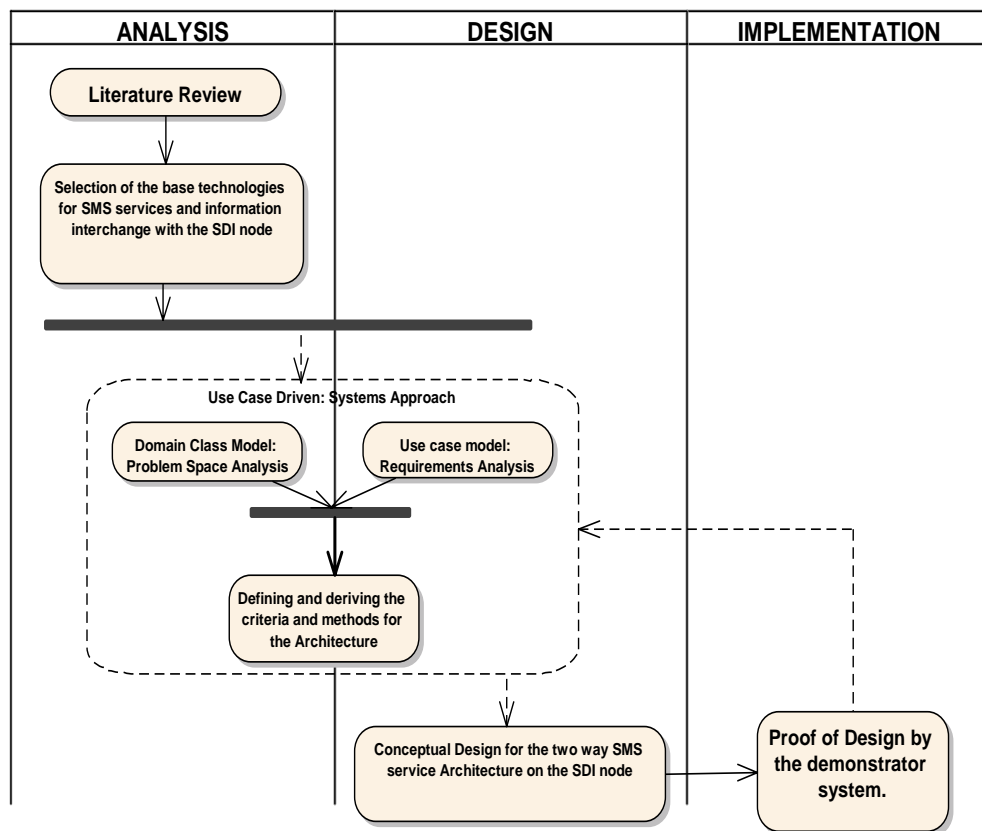 ANALYSIS
DESIGN
IMPLEMENTATION
Literature Review
Selection of the base technologies
for SMS services and information
interchange with the SDI node
Use Case Driven: Systems Approach
Domain Class Model:
Problem Space Analysis
Use case model:
Requirements Analysis
Defining and deriving the
criteria and methods for
the Architecture
Conceptual Design for the two way SMS
service Architecture on the SDI node
Proof of Design by
the demonstrator
system.